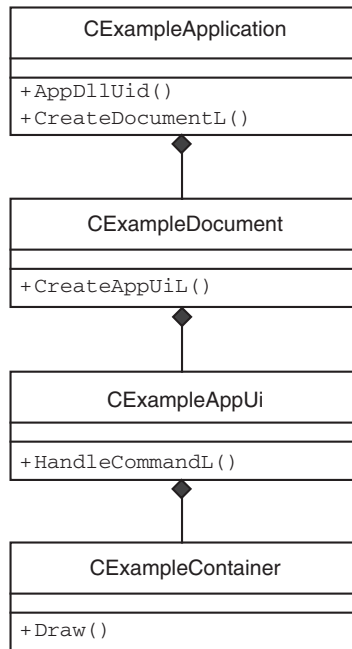 CExampleApplication
+AppDllUid()
+CreateDocumentL()
CExampleDocument
+CreateAppUiL()
CExampleAppUi
+HandleCommandL()
CExampleContainer
+Draw()